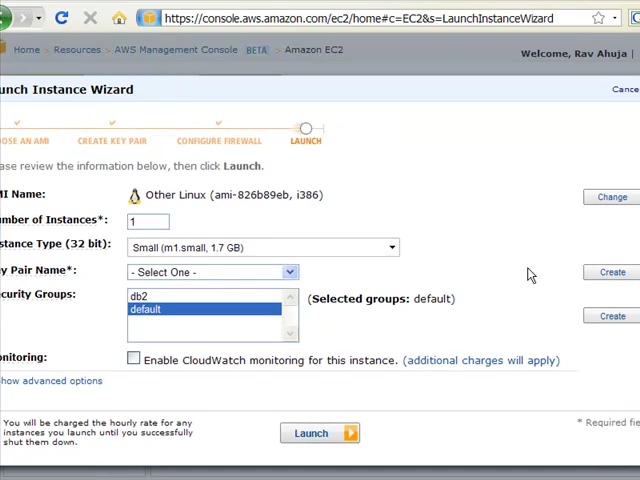 https://console.aws.amazon.com/ec2/home#c=EC2&s=LaunchInstanceWizard
Home › Resources › AWS Management Console BETA › Amazon EC2
Welcome, Rav Ahuja |
unch Instance Wizard
Cance
OSE AN AMI CREATE KEY PAIR CONFIGURE FIREWALL LAUNCH
ase review the information below, then click Launch.
MI Name: Other Linux (ami-826b89eb, i386) Change
umber of Instances*: 1
stance Type (32 bit): Small (m1.small, 1.7 GB)
ey Pair Name*: - Select One - Create
ecurity Groups: db2
default (Selected groups: default)
Create
onitoring: Enable CloudWatch monitoring for this instance. (additional charges will apply)
how advanced options
You will be charged the hourly rate for any
instances you launch until you successfully
shut them down.
Launch
* Required fie